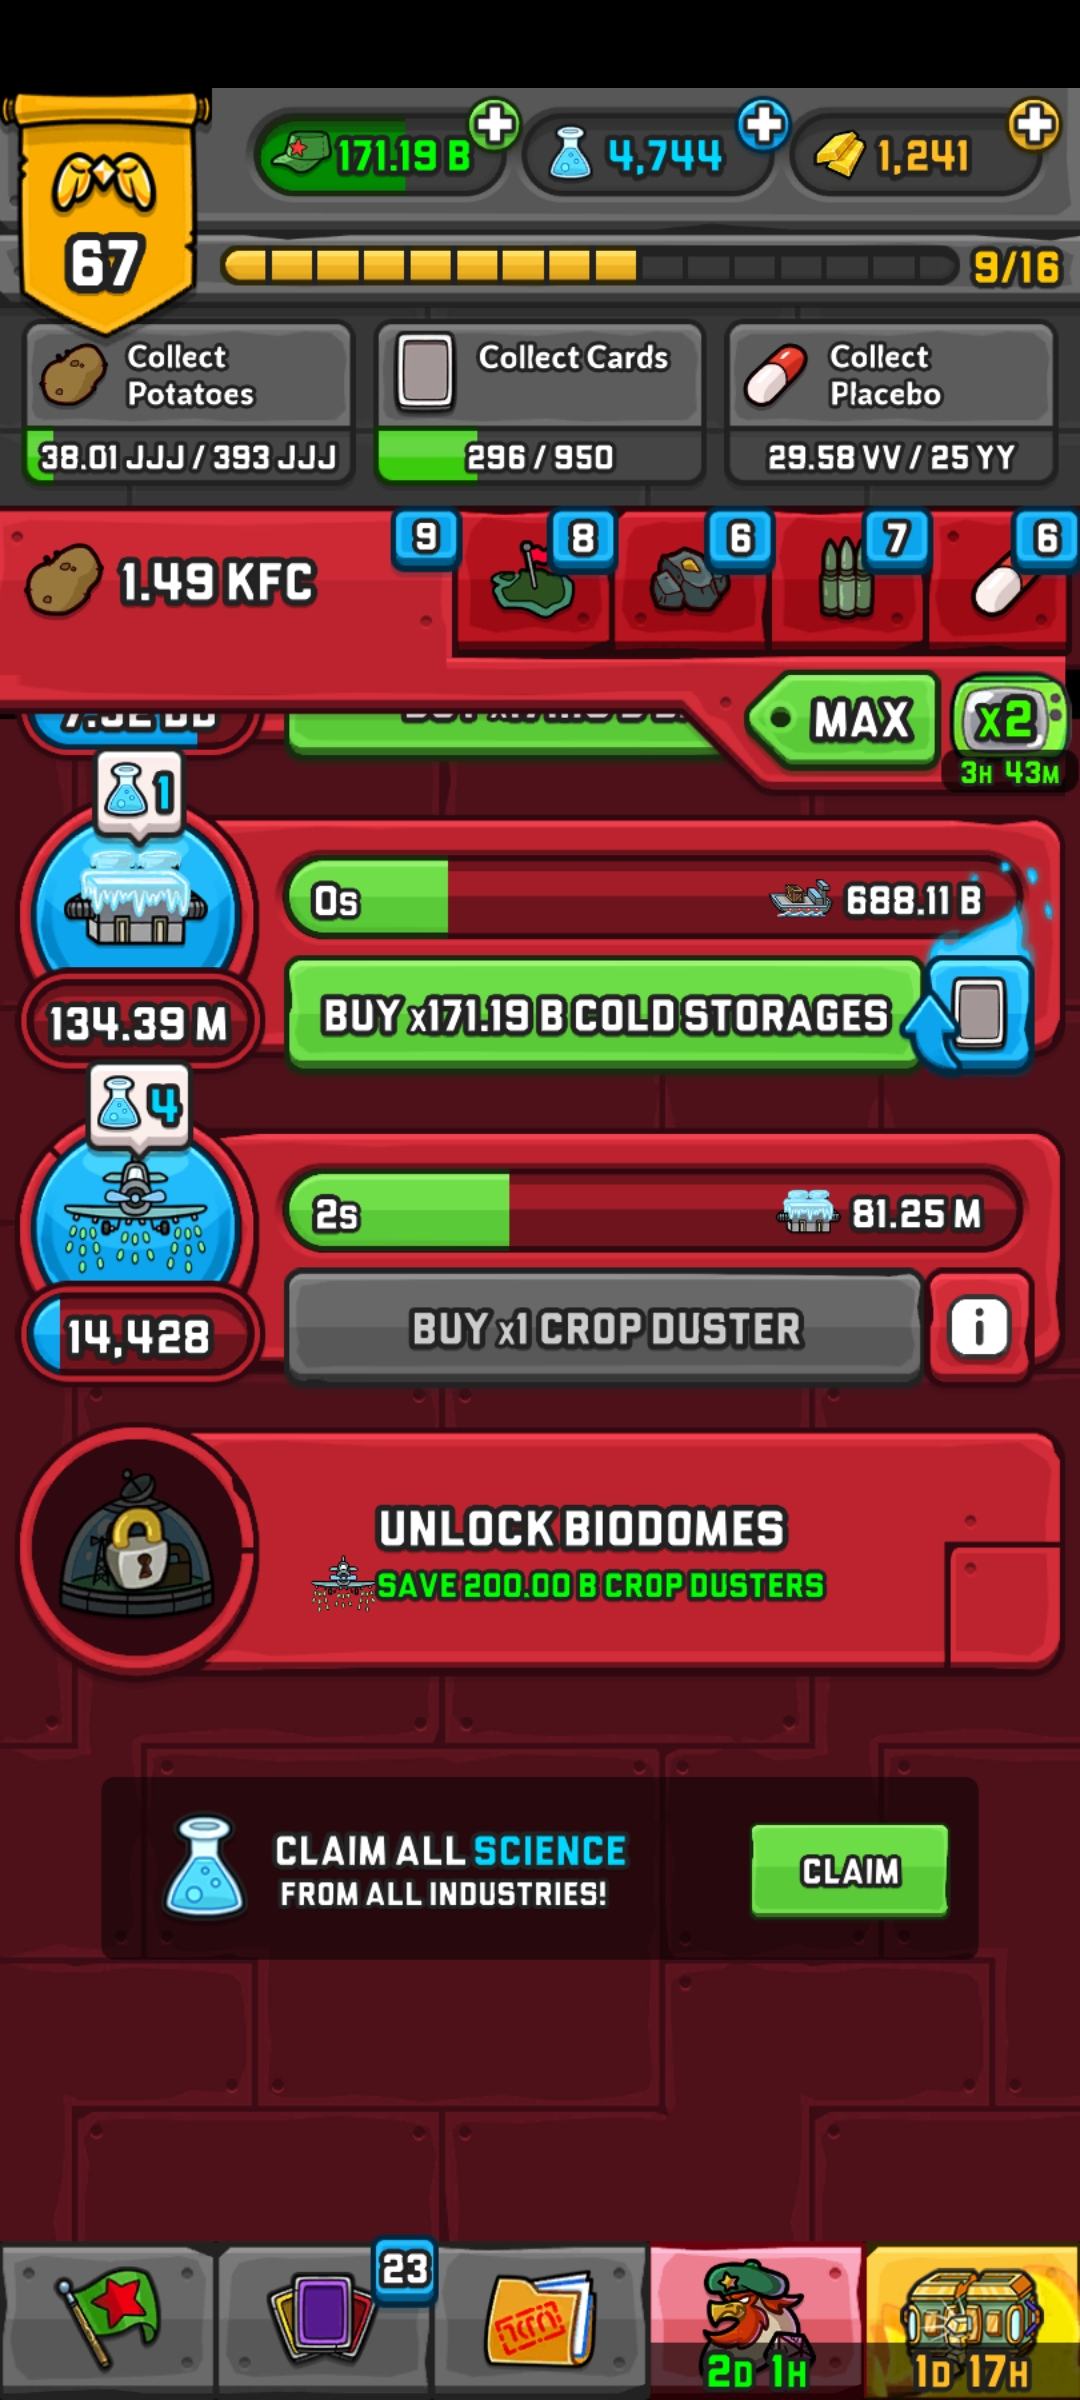 171.19 B
4,744
1,241
67
9/16
Collect
Potatoes
38.01 JJJ / 393 JJJ
Collect Cards
296 / 950
Collect
Placebo
29.58 VV / 25 YY
1.49 KFC
9
8
6
7
6
MAX
x2
3H 43M
1
0s
688.11 B
134.39 M
BUY x171.19 B COLD STORAGES
4
2s
81.25 M
14,428
BUY x1 CROP DUSTER
i
UNLOCK BIODOMES
SAVE 200.00 B CROP DUSTERS
CLAIM ALL SCIENCE
FROM ALL INDUSTRIES!
CLAIM
23
2D 1H
1D 17H